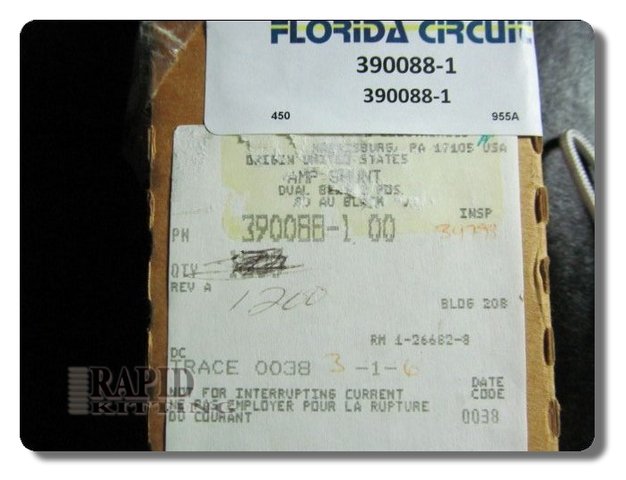 FLORIDA CIRCUIT
390088-1
390088-1
450 955A
HARRISBURG, PA 17105 USA
ORIGIN UNITED STATES
AMP SHUNT
DUAL POS.
AU BLACK
INSP
PN 390088-1 00 34793
QTY
REV A 1200
BLDG 208
RM 1-26682-8
DC
TRACE 0038 3-1-6
NOT FOR INTERRUPTING CURRENT
NE PAS EMPLOYER POUR LA RUPTURE
DU COURANT
DATE
CODE
0038
RAPID
KITTING